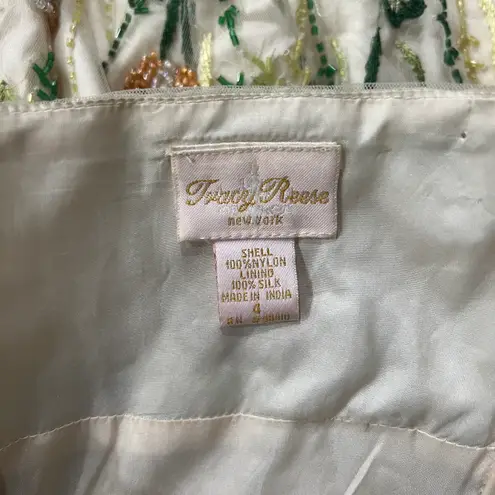 Tracy Reese
new york
SHELL
100% NYLON
LINING
100% SILK
MADE IN INDIA
4